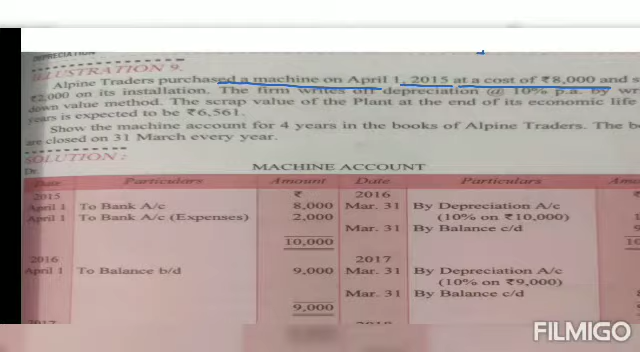 DEPRECIATION
ILLUSTRATION 9.
Alpine Traders purchased a machine on April 1, 2015 at a cost of ₹8,000 and
₹2,000 on its installation. The firm writes off depreciation @ 10% p.a. by
down value method. The scrap value of the Plant at the end of its economic life
years is expected to be ₹6,561.
Show the machine account for 4 years in the books of Alpine Traders. The
are closed on 31 March every year.
SOLUTION :
Dr. MACHINE ACCOUNT
Date Particulars Amount Date Particulars
2015 ₹ 2016 ₹
April 1 To Bank A/c 8,000 Mar. 31 By Depreciation A/c
April 1 To Bank A/c (Expenses) 2,000 (10% on ₹10,000)
Mar. 31 By Balance c/d
10,000
2016 2017
April 1 To Balance b/d 9,000 Mar. 31 By Depreciation A/c
(10% on ₹9,000)
Mar. 31 By Balance c/d
9,000
FILMIGO